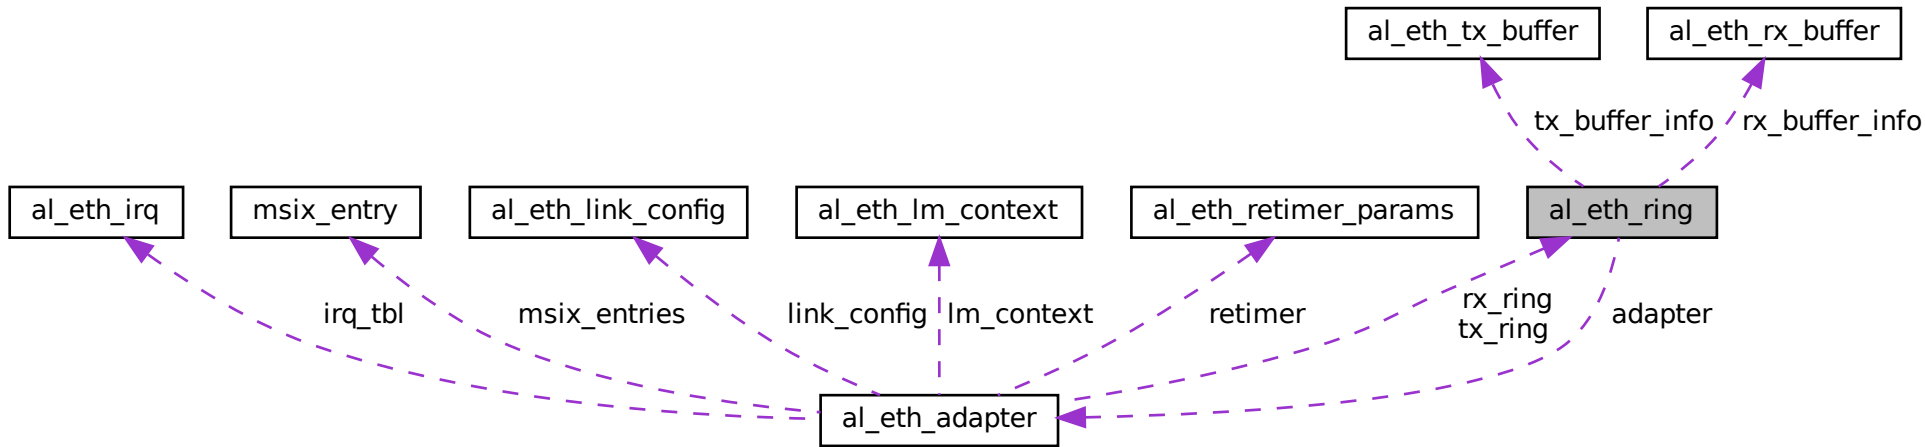 al_eth_tx_buffer
al_eth_rx_buffer
tx_buffer_info
rx_buffer_info
al_eth_irq
msix_entry
al_eth_link_config
al_eth_lm_context
al_eth_retimer_params
al_eth_ring
irq_tbl
msix_entries
link_config
lm_context
retimer
rx_ring
tx_ring
adapter
al_eth_adapter